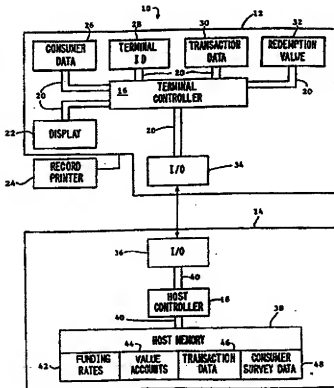 10
12
26
28
30
32
CONSUMER
DATA
TERMINAL
ID
TRANSACTION
DATA
REDEMPTION
VALUE
20
20
20
20
16
TERMINAL
CONTROLLER
22
DISPLAY
20
24
RECORD
PRINTER
I/O
34
14
36
I/O
40
HOST
CONTROLLER
18
40
38
HOST MEMORY
44
46
42
FUNDING
RATES
VALUE
ACCOUNTS
TRANSACTION
DATA
CONSUMER
SURVEY DATA
48